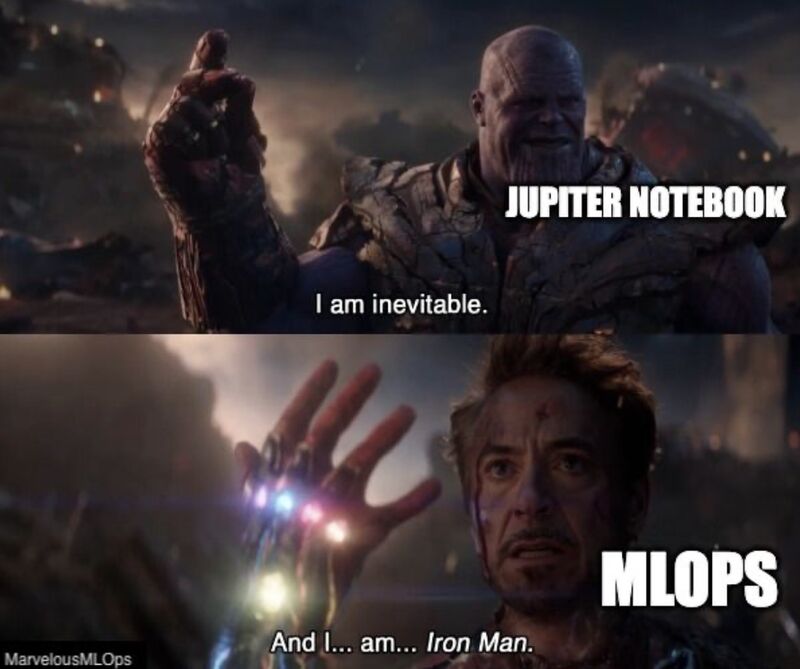 JUPITER NOTEBOOK
I am inevitable.
MLOPS
And I... am... Iron Man.
MarvelousMLOps